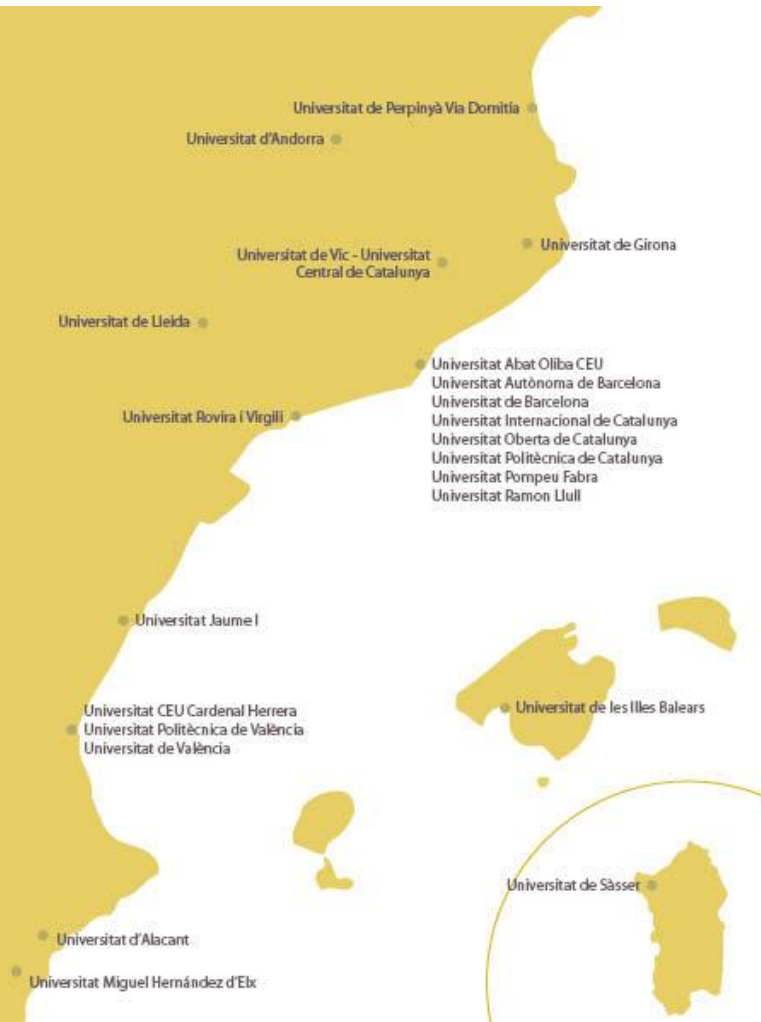 Universitat de Perpinyà Via Domitia
Universitat d'Andorra
Universitat de Girona
Universitat de Vic - Universitat
Central de Catalunya
Universitat de Lleida
Universitat Abat Oliba CEU
Universitat Autònoma de Barcelona
Universitat de Barcelona
Universitat Internacional de Catalunya
Universitat Oberta de Catalunya
Universitat Politècnica de Catalunya
Universitat Pompeu Fabra
Universitat Ramon Llull
Universitat Rovira i Virgili
Universitat Jaume I
Universitat CEU Cardenal Herrera
Universitat Politècnica de València
Universitat de València
Universitat de les Illes Balears
Universitat de Sàsser
Universitat d'Alacant
Universitat Miguel Hernández d'Elx